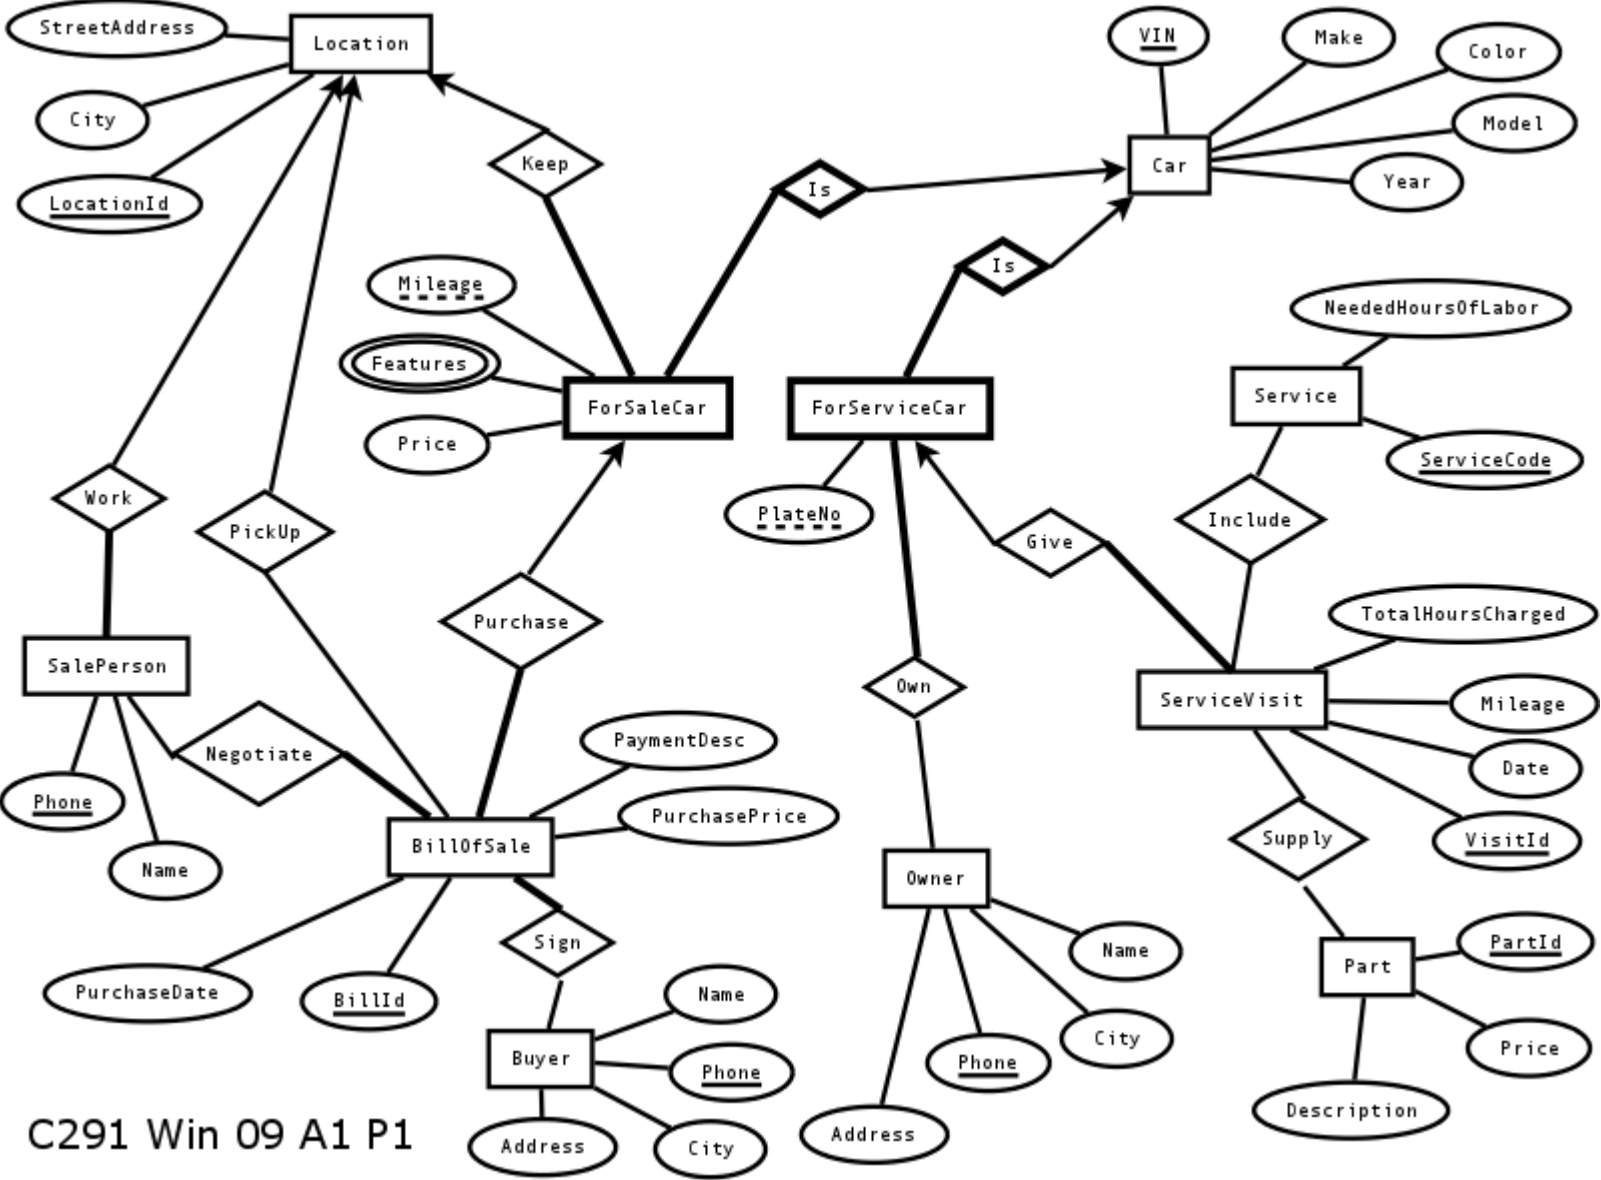 StreetAddress
Location
VIN
Make
Color
City
Model
Keep
Car
Year
Is
LocationId
Is
Mileage
NeededHoursOfLabor
Features
ForSaleCar
ForServiceCar
Service
Price
ServiceCode
Work
PlateNo
Include
PickUp
Give
Purchase
TotalHoursCharged
SalePerson
Own
ServiceVisit
Mileage
Negotiate
PaymentDesc
Date
Phone
PurchasePrice
Supply
VisitId
BillOfSale
Name
Owner
Sign
Name
PartId
Part
PurchaseDate
BillId
Name
City
Price
Buyer
Phone
Phone
Description
C291 Win 09 A1 P1
Address
City
Address